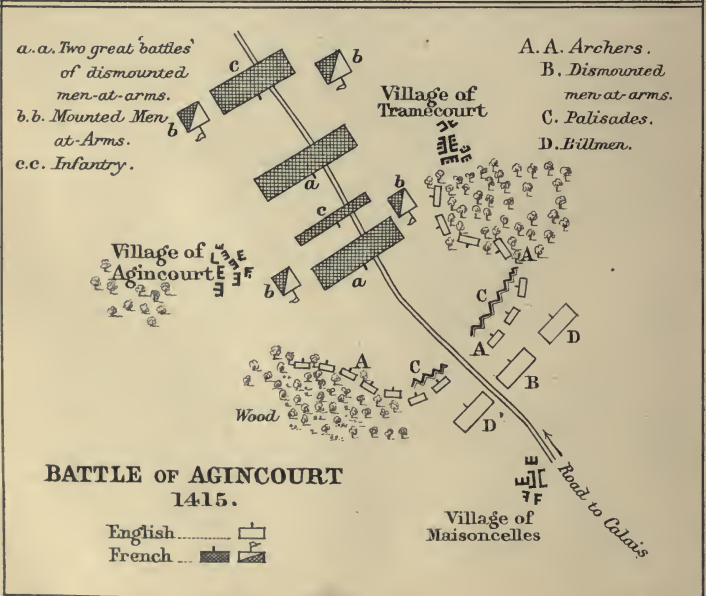 a.a. Two great 'battles'
of dismounted
men-at-arms.
b.b. Mounted Men
at-Arms.
c.c. Infantry.
A. A. Archers.
B. Dismounted
men-at-arms.
C. Palisades.
D. Billmen.
c
b
b
Village of
Tramecourt
a
c
b
Village of
Agincourt
b
a
A
C
A
D
A
C
B
Wood
D
Road to Calais
BATTLE OF AGINCOURT
1415.
English
French
Village of
Maisoncelles